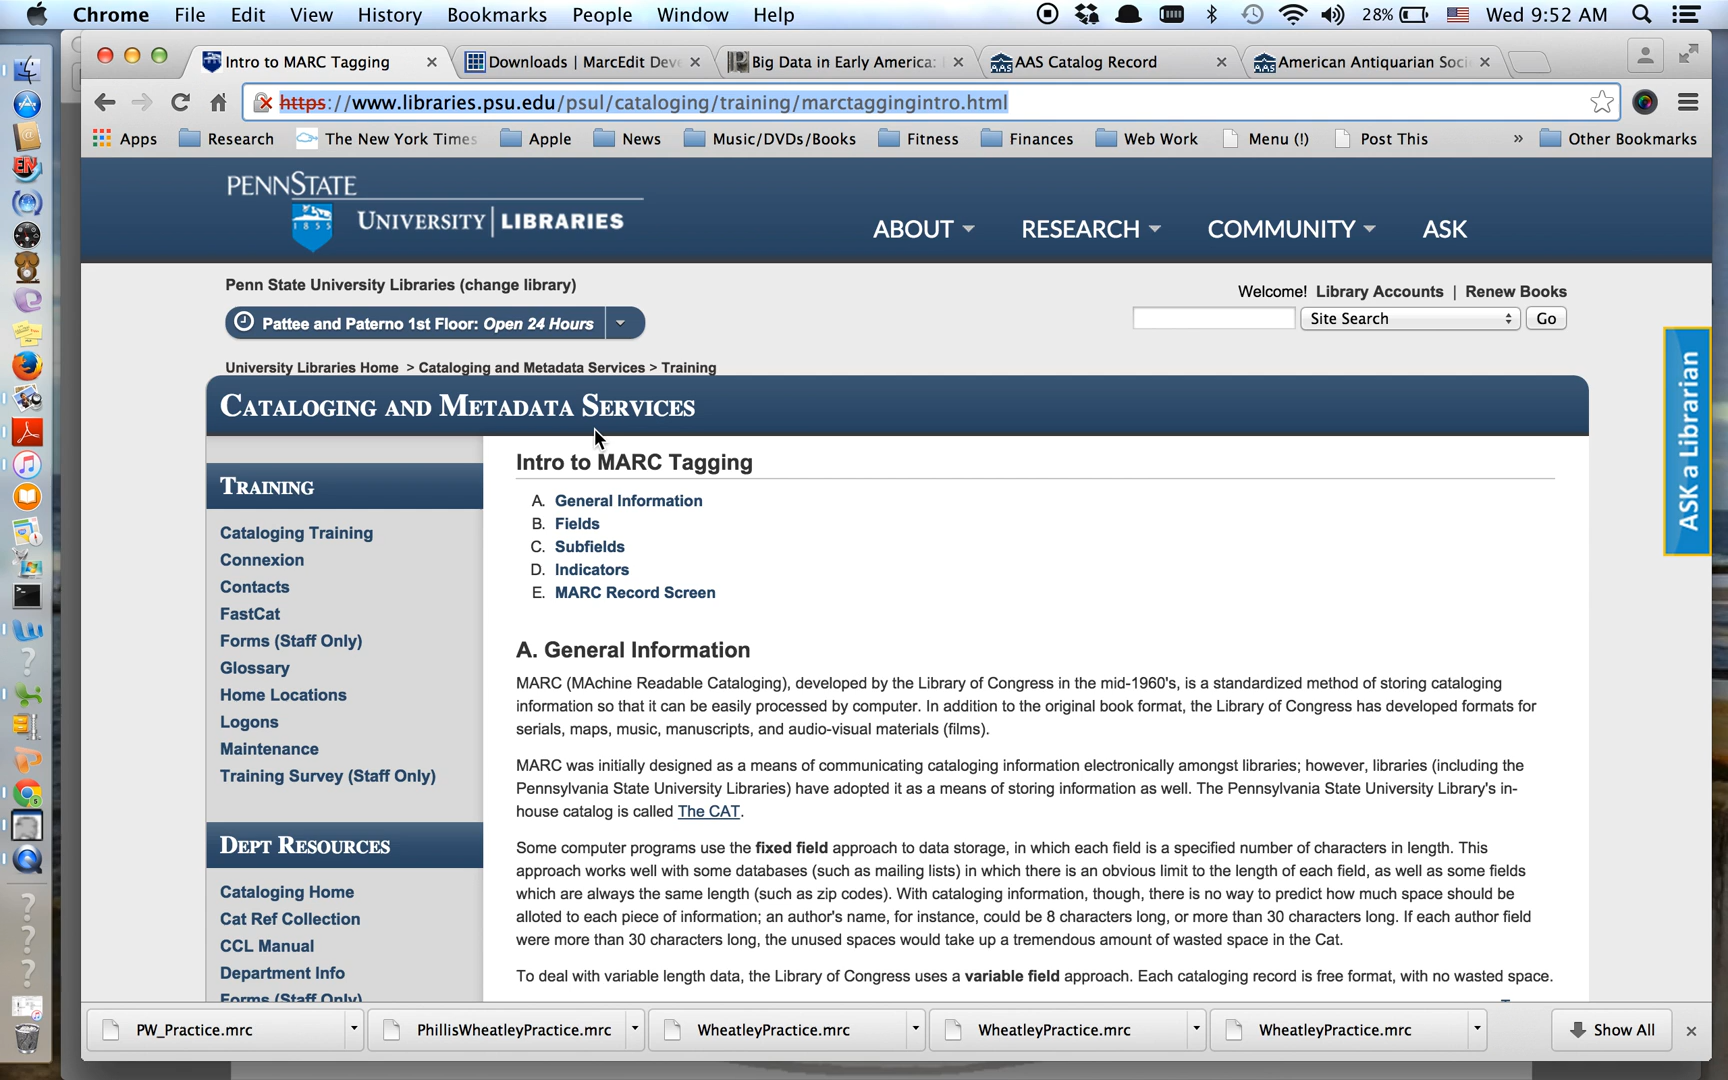 Chrome File Edit View History Bookmarks People Window Help 28% Wed 9:52 AM
Intro to MARC Tagging Downloads | MarcEdit Deve Big Data in Early America: AAS Catalog Record American Antiquarian Soci
https://www.libraries.psu.edu/psul/cataloging/training/marctaggingintro.html
Apps Research The New York Times Apple News Music/DVDs/Books Fitness Finances Web Work Menu (!) Post This » Other Bookmarks
PENNSTATE
1855 UNIVERSITY | LIBRARIES
ABOUT RESEARCH COMMUNITY ASK
Penn State University Libraries (change library)
Welcome! Library Accounts | Renew Books
Pattee and Paterno 1st Floor: Open 24 Hours
Site Search Go
University Libraries Home > Cataloging and Metadata Services > Training
CATALOGING AND METADATA SERVICES
ASK a Librarian
TRAINING
Cataloging Training
Connexion
Contacts
FastCat
Forms (Staff Only)
Glossary
Home Locations
Logons
Maintenance
Training Survey (Staff Only)
DEPT RESOURCES
Cataloging Home
Cat Ref Collection
CCL Manual
Department Info
Forms (Staff Only)
Intro to MARC Tagging
A. General Information
B. Fields
C. Subfields
D. Indicators
E. MARC Record Screen
A. General Information
MARC (MAchine Readable Cataloging), developed by the Library of Congress in the mid-1960's, is a standardized method of storing cataloging
information so that it can be easily processed by computer. In addition to the original book format, the Library of Congress has developed formats for
serials, maps, music, manuscripts, and audio-visual materials (films).
MARC was initially designed as a means of communicating cataloging information electronically amongst libraries; however, libraries (including the
Pennsylvania State University Libraries) have adopted it as a means of storing information as well. The Pennsylvania State University Library's in-
house catalog is called The CAT.
Some computer programs use the fixed field approach to data storage, in which each field is a specified number of characters in length. This
approach works well with some databases (such as mailing lists) in which there is an obvious limit to the length of each field, as well as some fields
which are always the same length (such as zip codes). With cataloging information, though, there is no way to predict how much space should be
alloted to each piece of information; an author's name, for instance, could be 8 characters long, or more than 30 characters long. If each author field
were more than 30 characters long, the unused spaces would take up a tremendous amount of wasted space in the Cat.
To deal with variable length data, the Library of Congress uses a variable field approach. Each cataloging record is free format, with no wasted space.
PW_Practice.mrc PhillisWheatleyPractice.mrc WheatleyPractice.mrc WheatleyPractice.mrc WheatleyPractice.mrc Show All